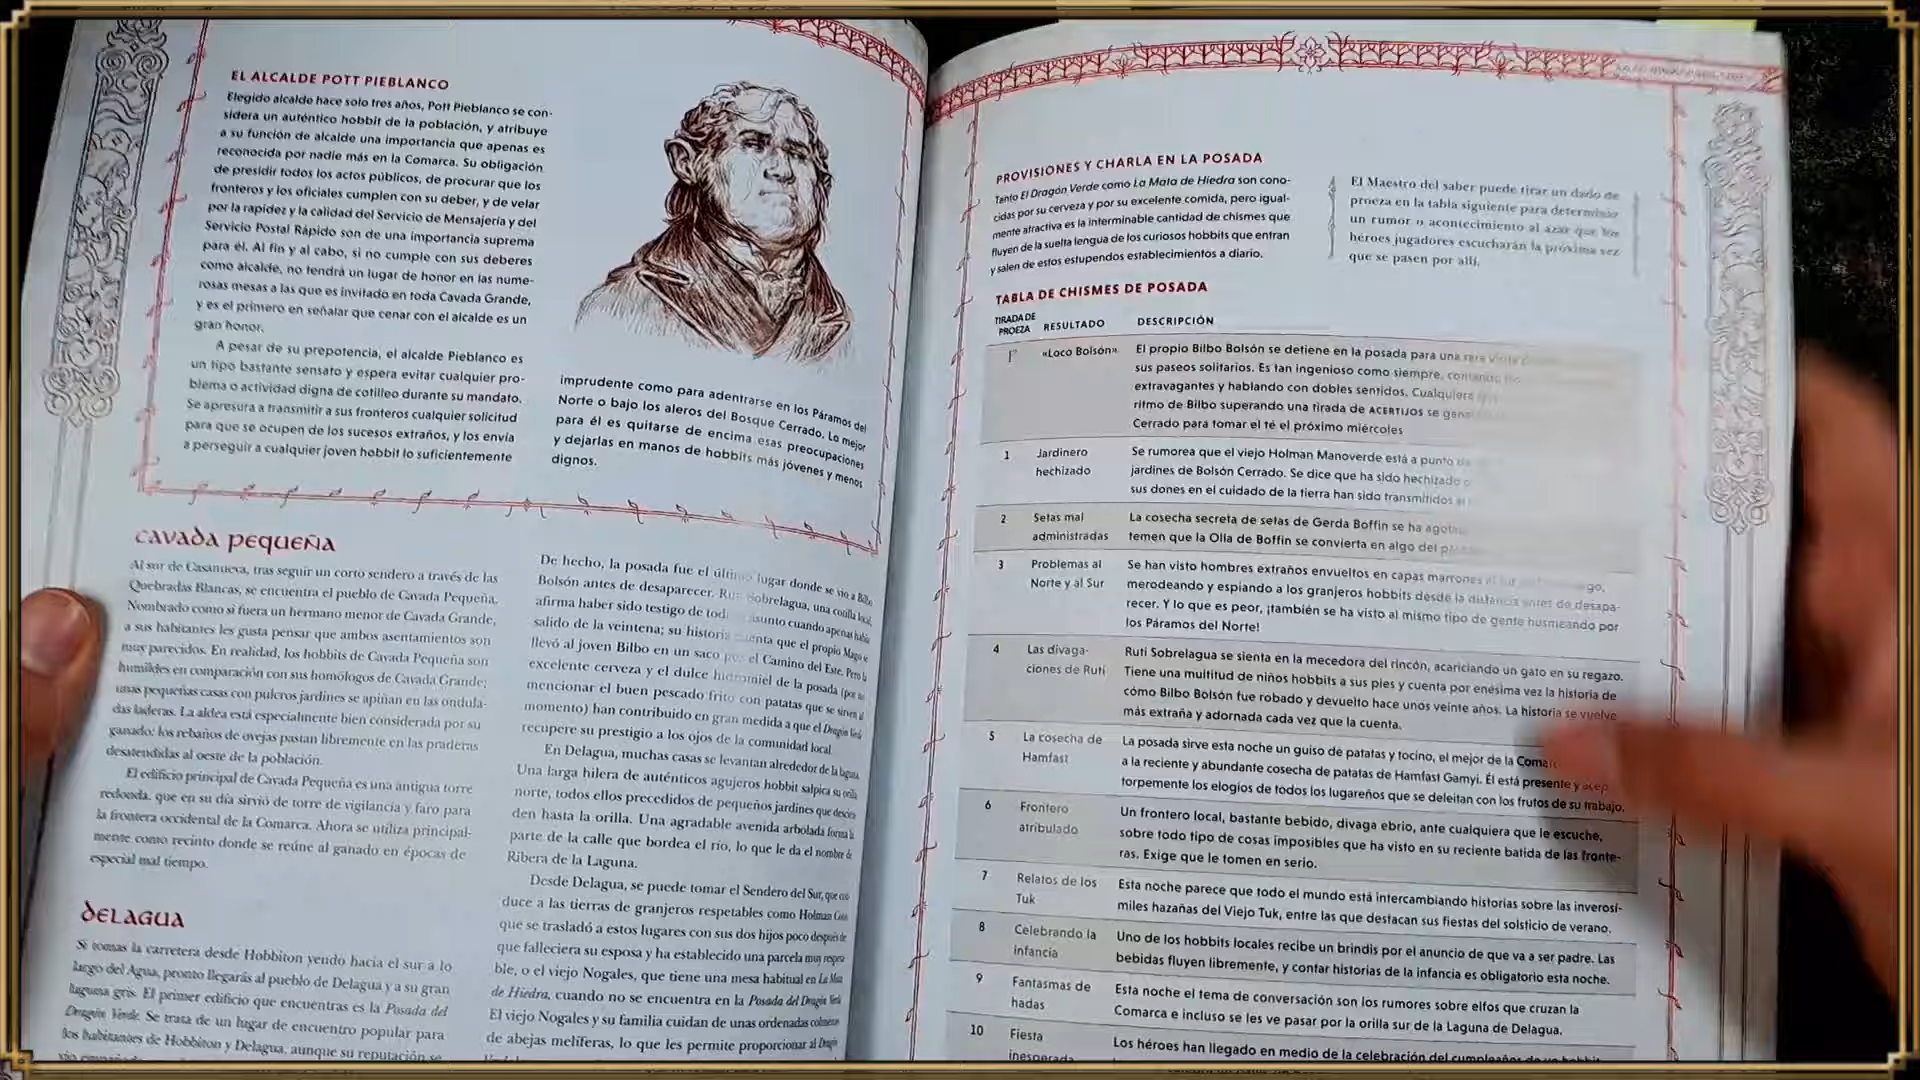 EL ALCALDE POTT PIEBLANCO
Elegido alcalde hace solo tres años, Pott Pieblanco se con-
sidera un auténtico hobbit de la población, y atribuye
a su función de alcalde una importancia que apenas es
reconocida por nadie más en la Comarca. Su obligación
de presidir todos los actos públicos, de procurar que los
fronteros y los oficiales cumplen con su deber, y de velar
por la rapidez y la calidad del Servicio de Mensajería y del
Servicio Postal Rápido son de una importancia suprema
para él. Al fin y al cabo, si no cumple con sus deberes
como alcalde, no tendrá un lugar de honor en las nume-
rosas mesas a las que es invitado en toda Cavada Grande,
y es el primero en señalar que cenar con el alcalde es un
gran honor.
A pesar de su prepotencia, el alcalde Pieblanco es
un tipo bastante sensato y espera evitar cualquier pro-
blema o actividad digna de cotilleo durante su mandato.
Se apresura a transmitir a sus fronteros cualquier solicitud
para que se ocupen de los sucesos extraños, y los envía
a perseguir a cualquier joven hobbit lo suficientemente
imprudente como para adentrarse en los Páramos del
Norte o bajo los aleros del Bosque Cerrado. Lo mejor
para él es quitarse de encima esas preocupaciones
y dejarlas en manos de hobbits más jóvenes y menos
dignos.
CAVADA PEQUEÑA
Al sur de Casanueva, tras seguir un corto sendero a través de las
Quebradas Blancas, se encuentra el pueblo de Cavada Pequeña.
Nombrado como si fuera un hermano menor de Cavada Grande,
a sus habitantes les gusta pensar que ambos asentamientos son
muy parecidos. En realidad, los hobbits de Cavada Pequeña son
humildes en comparación con sus homólogos de Cavada Grande;
unas pequeñas casas con pulcros jardines se apiñan en las ondula-
das laderas. La aldea está especialmente bien considerada por su
ganado: los rebaños de ovejas pastan libremente en las praderas
desatendidas al oeste de la población.
El edificio principal de Cavada Pequeña es una antigua torre
redonda, que en su día sirvió de torre de vigilancia y faro para
la frontera occidental de la Comarca. Ahora se utiliza principal-
mente como recinto donde se reúne al ganado en épocas de
especial mal tiempo.
DELAGUA
Si tomas la carretera desde Hobbiton yendo hacia el sur a lo
largo del Agua, pronto llegarás al pueblo de Delagua y a su gran
laguna gris. El primer edificio que encuentras es la Posada del
Dragón Verde. Se trata de un lugar de encuentro popular para
los habitantes de Hobbiton y Delagua, aunque su reputación se
De hecho, la posada fue el último lugar donde se vio a Bilbo
Bolsón antes de desaparecer. Ruti Sobrelagua, una cotilla local,
afirma haber sido testigo de todo asunto cuando apenas había
salido de la veintena; su historia cuenta que el propio Mago se
llevó al joven Bilbo en un saco por el Camino del Este. Pero la
excelente cerveza y el dulce hidromiel de la posada (por no
mencionar el buen pescado frito con patatas que se sirven al
momento) han contribuido en gran medida a que el Dragón Verde
recupere su prestigio a los ojos de la comunidad local.
En Delagua, muchas casas se levantan alrededor de la laguna.
Una larga hilera de auténticos agujeros hobbit salpica su orilla
norte, todos ellos precedidos de pequeños jardines que descien-
den hasta la orilla. Una agradable avenida arbolada forma la
parte de la calle que bordea el río, lo que le da el nombre de
Ribera de la Laguna.
Desde Delagua, se puede tomar el Sendero del Sur, que con-
duce a las tierras de granjeros respetables como Holman
que se trasladó a estos lugares con sus dos hijos poco después de
que falleciera su esposa y ha establecido una parcela muy respeta-
ble, o el viejo Nogales, que tiene una mesa habitual en La Mata
de Hiedra, cuando no se encuentra en la Posada del Dragón Verde.
El viejo Nogales y su familia cuidan de unas ordenadas colmenas
de abejas melíferas, lo que les permite proporcionar al Dragón
PROVISIONES Y CHARLA EN LA POSADA
Tanto El Dragón Verde como La Mata de Hiedra son cono-
cidas por su cerveza y por su excelente comida, pero igual-
mente atractiva es la interminable cantidad de chismes que
fluyen de la suelta lengua de los curiosos hobbits que entran
y salen de estos estupendos establecimientos a diario.
El Maestro del saber puede tirar un dado de
proeza en la tabla siguiente para determinar
un rumor o acontecimiento al azar que los
héroes jugadores escucharán la próxima vez
que se pasen por allí.
TABLA DE CHISMES DE POSADA
TIRADA DE PROEZA RESULTADO DESCRIPCIÓN
«Loco Bolsón» El propio Bilbo Bolsón se detiene en la posada para una rara visita
sus paseos solitarios. Es tan ingenioso como siempre, contando
extravagantes y hablando con dobles sentidos. Cualquiera
ritmo de Bilbo superando una tirada de ACERTIJOS se
Cerrado para tomar el té el próximo miércoles
1 Jardinero hechizado Se rumorea que el viejo Holman Manoverde está a punto
jardines de Bolsón Cerrado. Se dice que ha sido hechizado
sus dones en el cuidado de la tierra han sido transmitidos
2 Setas mal administradas La cosecha secreta de setas de Gerda Boffin se ha
temen que la Olla de Boffin se convierta en algo del
3 Problemas al Norte y al Sur Se han visto hombres extraños envueltos en capas marrones al
merodeando y espiando a los granjeros hobbits desde la distancia antes de desapa-
recer. Y lo que es peor, ¡también se ha visto al mismo tipo de gente husmeando por
los Páramos del Norte!
4 Las divaga-ciones de Ruti Ruti Sobrelagua se sienta en la mecedora del rincón, acariciando un gato en su regazo.
Tiene una multitud de niños hobbits a sus pies y cuenta por enésima vez la historia de
cómo Bilbo Bolsón fue robado y devuelto hace unos veinte años. La historia se vuelve
más extraña y adornada cada vez que la cuenta.
5 La cosecha de Hamfast La posada sirve esta noche un guiso de patatas y tocino, el mejor de la
a la reciente y abundante cosecha de patatas de Hamfast Gamyi. Él está presente y
torpemente los elogios de todos los lugareños que se deleitan con los frutos de su trabajo.
6 Frontero atribulado Un frontero local, bastante bebido, divaga ebrio, ante cualquiera que le escuche,
sobre todo tipo de cosas imposibles que ha visto en su reciente batida de las fronte-
ras. Exige que le tomen en serio.
7 Relatos de los Tuk Esta noche parece que todo el mundo está intercambiando historias sobre las inverosí-
miles hazañas del Viejo Tuk, entre las que destacan sus fiestas del solsticio de verano.
8 Celebrando la infancia Uno de los hobbits locales recibe un brindis por el anuncio de que va a ser padre. Las
bebidas fluyen libremente, y contar historias de la infancia es obligatorio esta noche.
9 Fantasmas de hadas Esta noche el tema de conversación son los rumores sobre elfos que cruzan la
Comarca e incluso se les ve pasar por la orilla sur de la Laguna de Delagua.
10 Fiesta inesperada Los héroes han llegado en medio de la celebración del cumpleaños de un hobbit